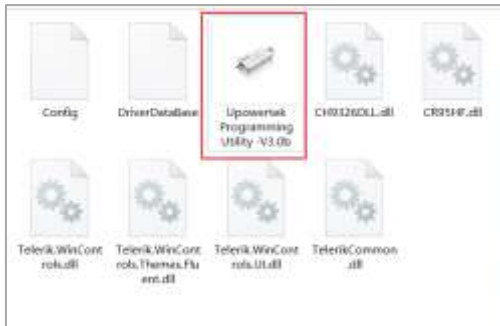 Config
DriverDataBase
Upowertek
Programming
Utility -V3.0b
CH9326DLL.dll
CR95HF.dll
Telerik.WinCont
rols.dll
Telerik.WinCont
rols.Themes.Flu
ent.dll
Telerik.WinCont
rols.UI.dll
TelerikCommon
.dll